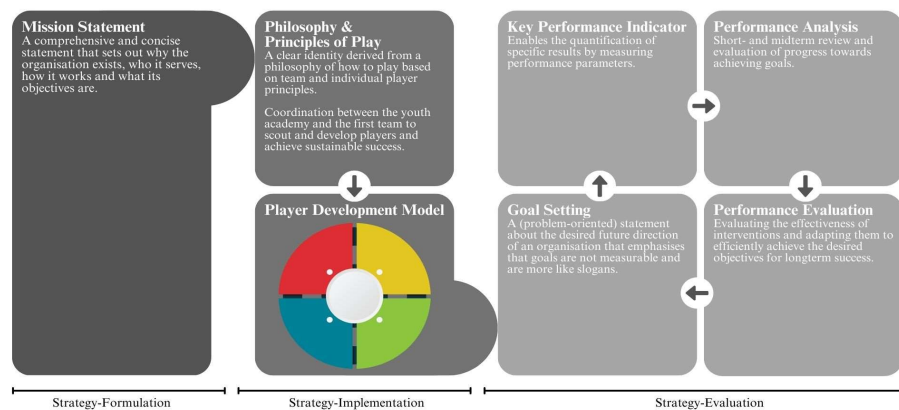 Mission Statement
A comprehensive and concise
statement that sets out why the
organisation exists, who it serves,
how it works and what its
objectives are.
Philosophy &
Principles of Play
A clear identity derived from a
philosophy of how to play based
on team and individual player
principles.
Coordination between the youth
academy and the first team to
scout and develop players and
achieve sustainable success.
Player Development Model
Key Performance Indicator
Enables the quantification of
specific results by measuring
performance parameters.
Performance Analysis
Short- and midterm review and
evaluation of progress towards
achieving goals.
Goal Setting
A (problem-oriented) statement
about the desired future direction
of an organisation that emphasises
that goals are not measurable and
are more like slogans.
Performance Evaluation
Evaluating the effectiveness of
interventions and adapting them to
efficiently achieve the desired
objectives for longterm success.
Strategy-Formulation
Strategy-Implementation
Strategy-Evaluation